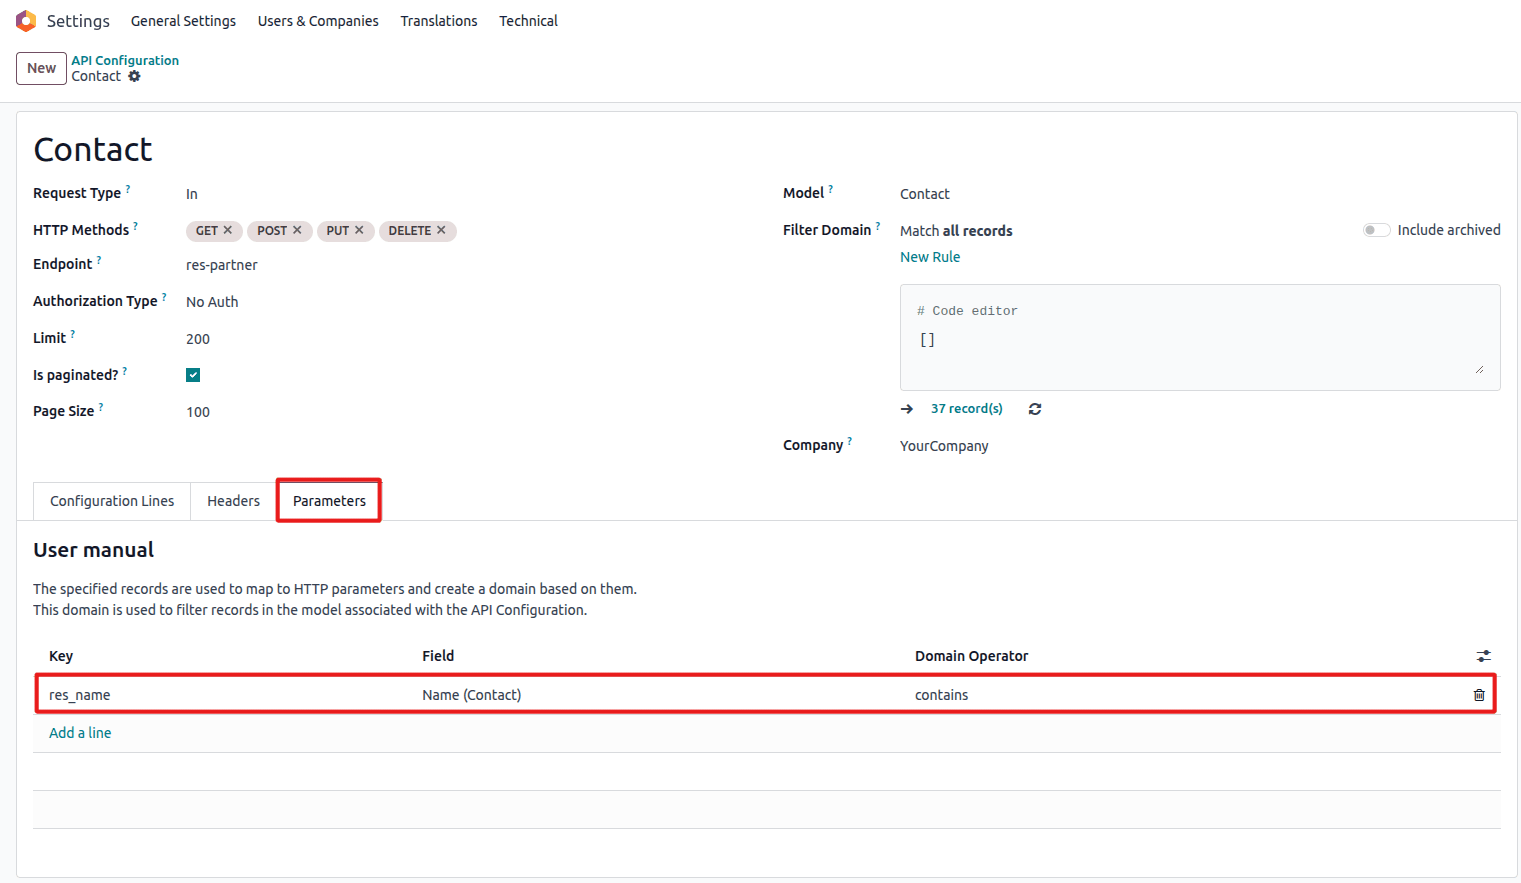 Settings General Settings Users & Companies Translations Technical
New
API Configuration
Contact
Contact
Request Type ? In
HTTP Methods ? GET × POST × PUT × DELETE ×
Endpoint ? res-partner
Authorization Type ? No Auth
Limit ? 200
Is paginated? ?
Page Size ? 100
Model ? Contact
Filter Domain ? Match all records Include archived
New Rule
# Code editor
[]
37 record(s)
Company ? YourCompany
Configuration Lines Headers Parameters
User manual
The specified records are used to map to HTTP parameters and create a domain based on them.
This domain is used to filter records in the model associated with the API Configuration.
Key Field Domain Operator
res_name Name (Contact) contains
Add a line